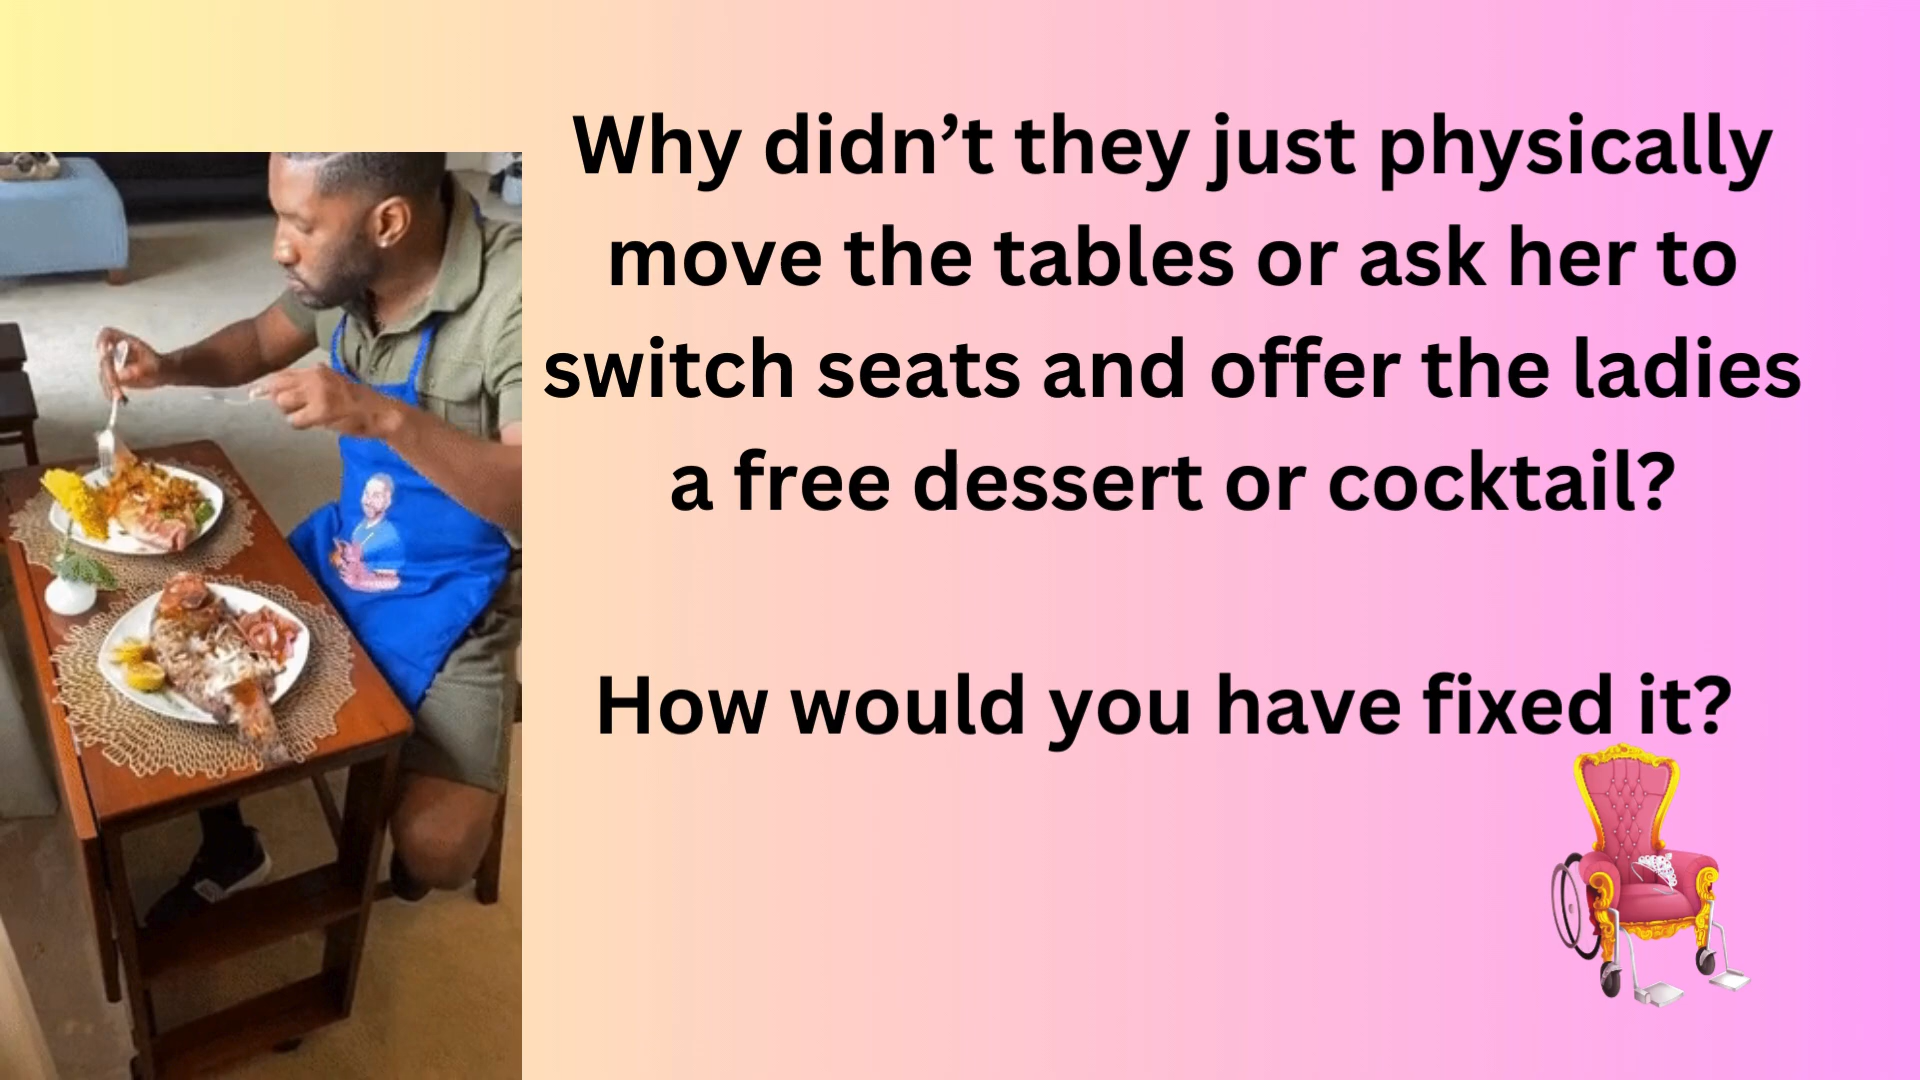 Why didn’t they just physically
move the tables or ask her to
switch seats and offer the ladies
a free dessert or cocktail?
How would you have fixed it?